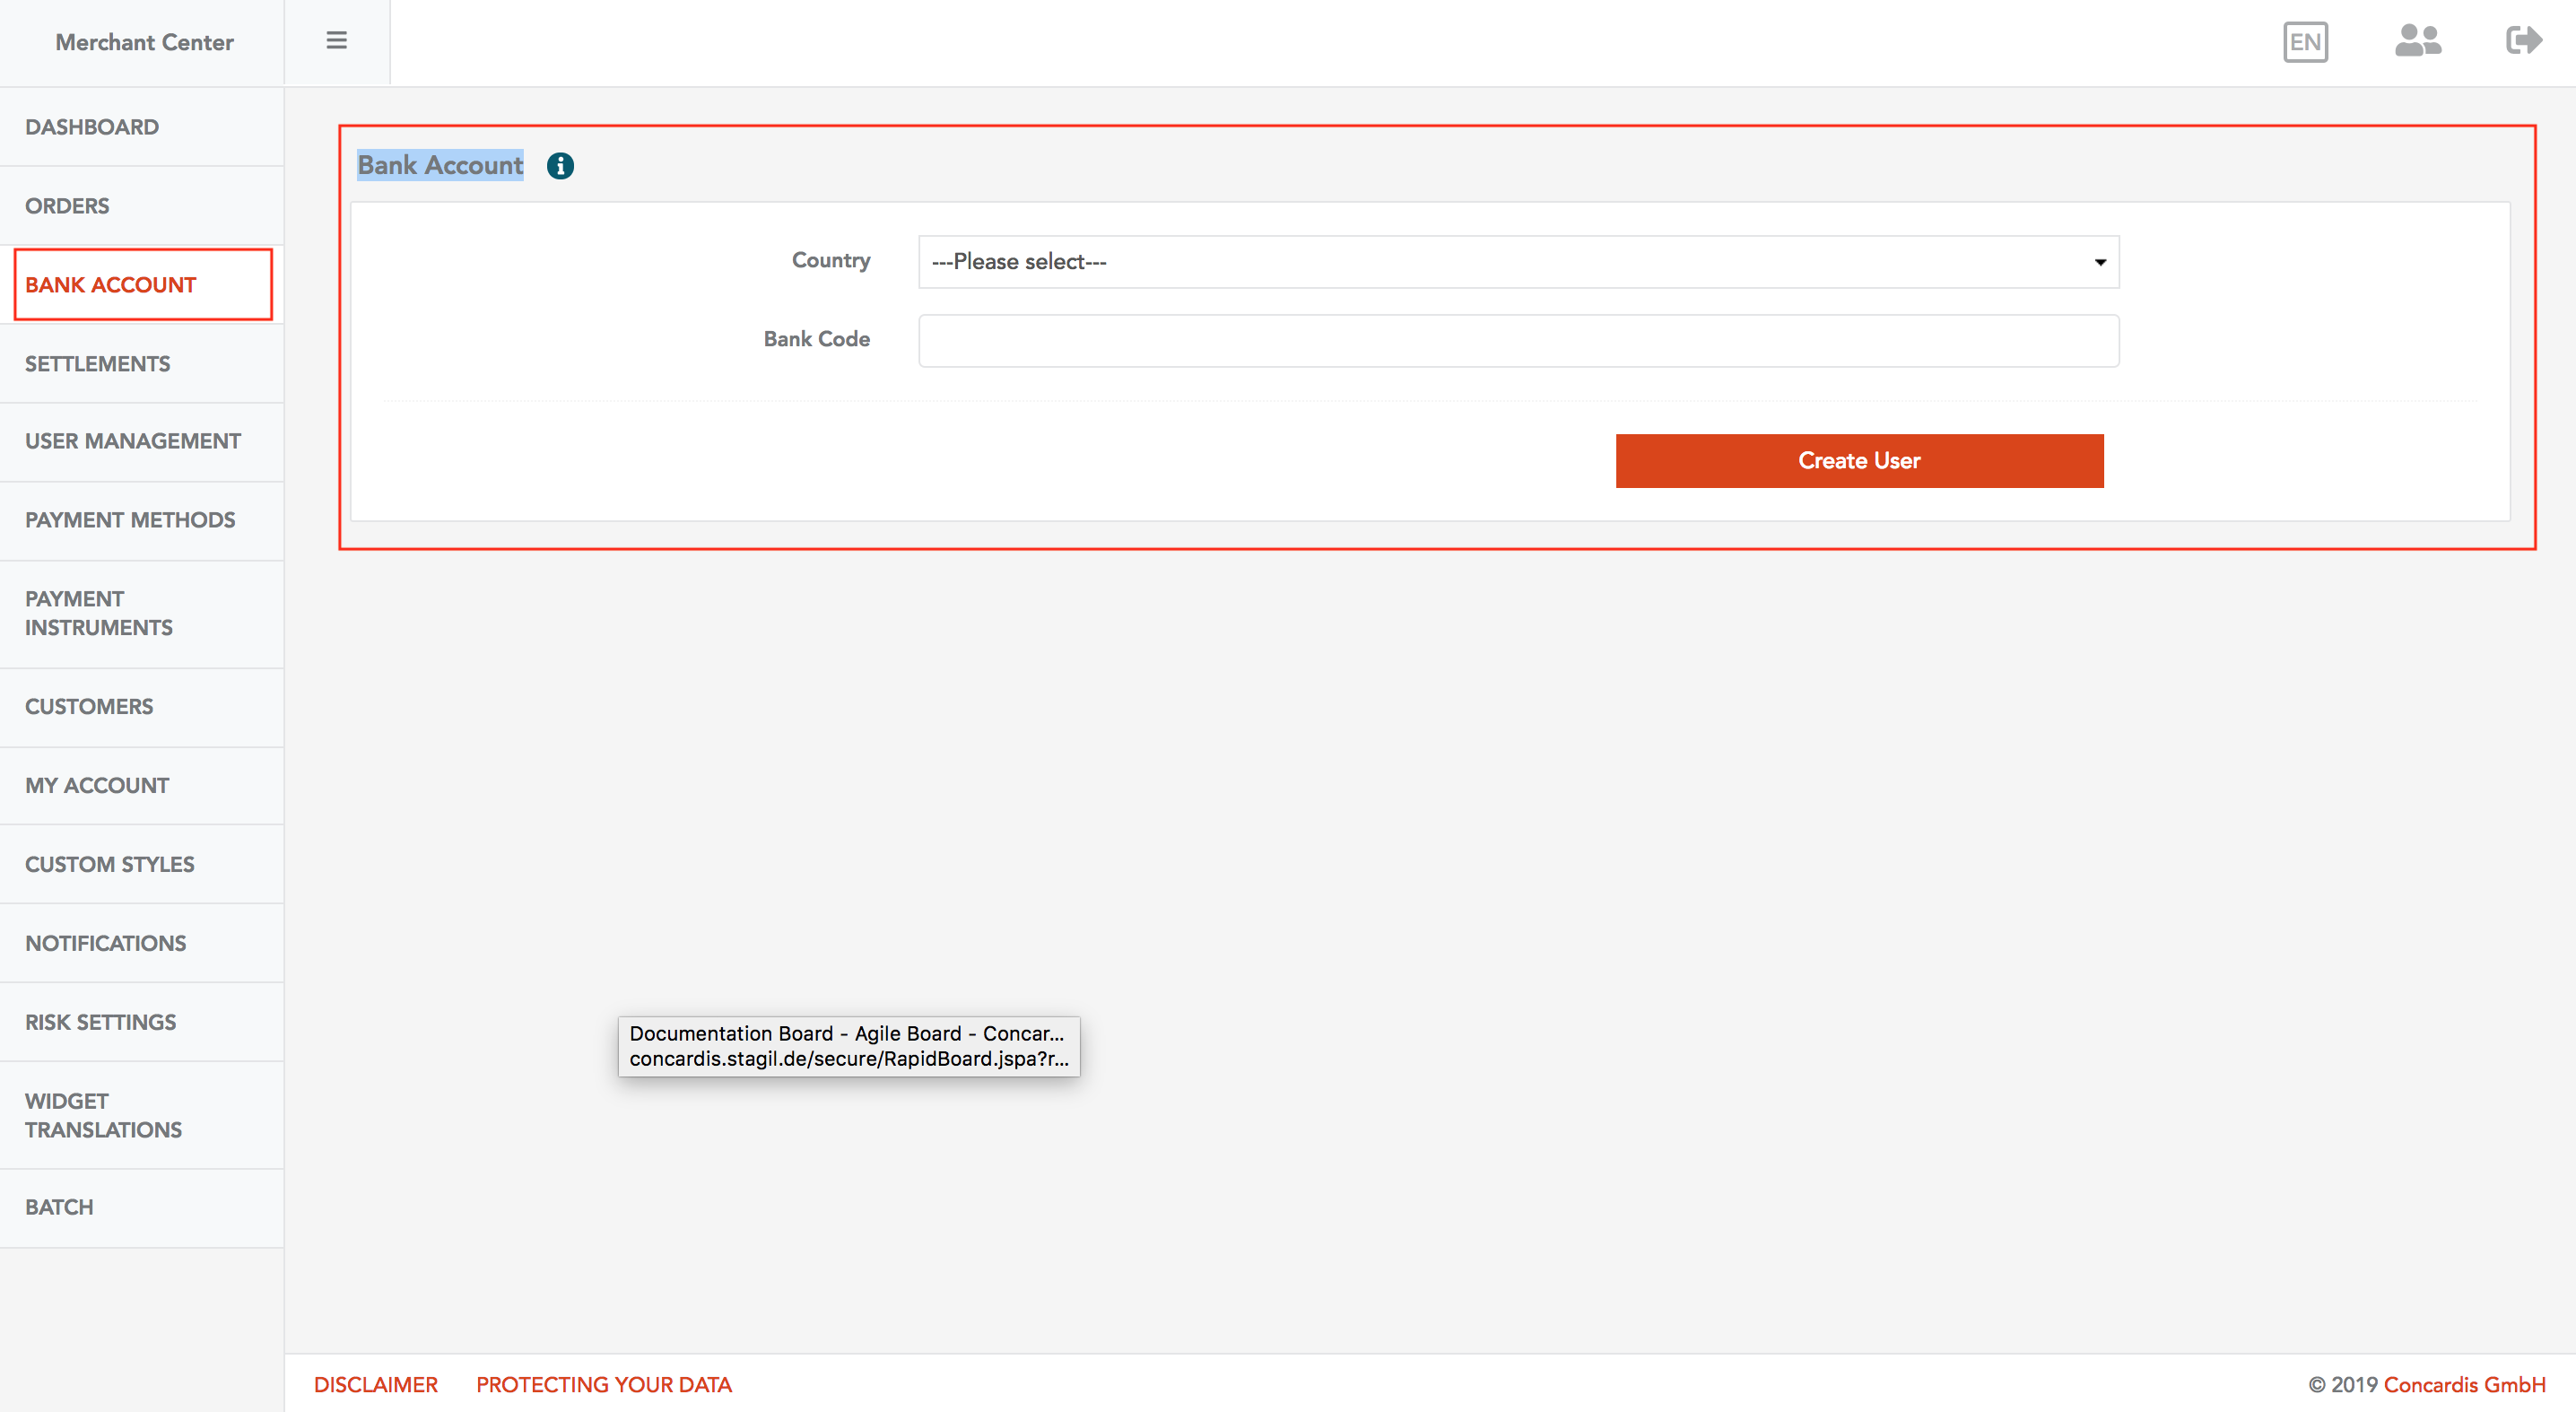 Merchant Center
EN
DASHBOARD
ORDERS
BANK ACCOUNT
SETTLEMENTS
USER MANAGEMENT
PAYMENT METHODS
PAYMENT
INSTRUMENTS
CUSTOMERS
MY ACCOUNT
CUSTOM STYLES
NOTIFICATIONS
RISK SETTINGS
WIDGET
TRANSLATIONS
BATCH
Bank Account
Country
---Please select---
Bank Code
Create User
Documentation Board - Agile Board - Concar...
concardis.stagil.de/secure/RapidBoard.jspa?r...
DISCLAIMER
PROTECTING YOUR DATA
© 2019 Concardis GmbH